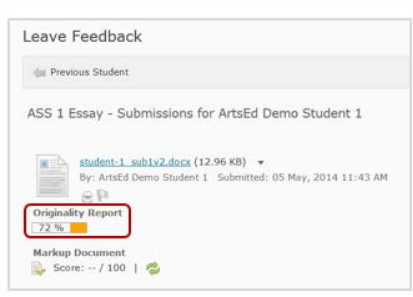 Leave Feedback
Previous Student
ASS 1 Essay - Submissions for ArtsEd Demo Student 1
student-1_sub1v2.docx (12.96 KB)
By: ArtsEd Demo Student 1 Submitted: 05 May, 2014 11:43 AM
Originality Report
72 %
Markup Document
Score: -- / 100 |